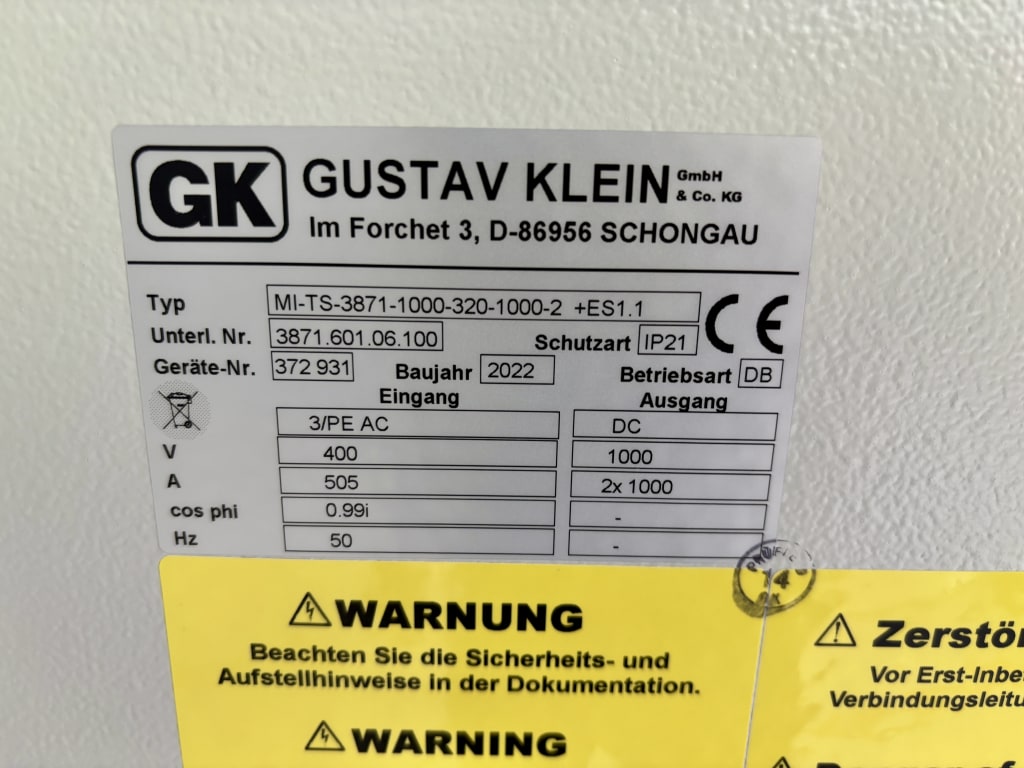 GK GUSTAV KLEIN GmbH & Co. KG
Im Forchet 3, D-86956 SCHONGAU
Typ MI-TS-3871-1000-320-1000-2 +ES1.1 CE
Unterl. Nr. 3871.601.06.100 Schutzart IP21
Geräte-Nr. 372 931 Baujahr 2022 Betriebsart DB
Eingang Ausgang
3/PE AC DC
V 400 1000
A 505 2x 1000
cos phi 0.99i -
Hz 50 -
14
WARNUNG
Beachten Sie die Sicherheits- und
Aufstellhinweise in der Dokumentation.
WARNING
Zerstör
Vor Erst-Inbe
Verbindungsleitu